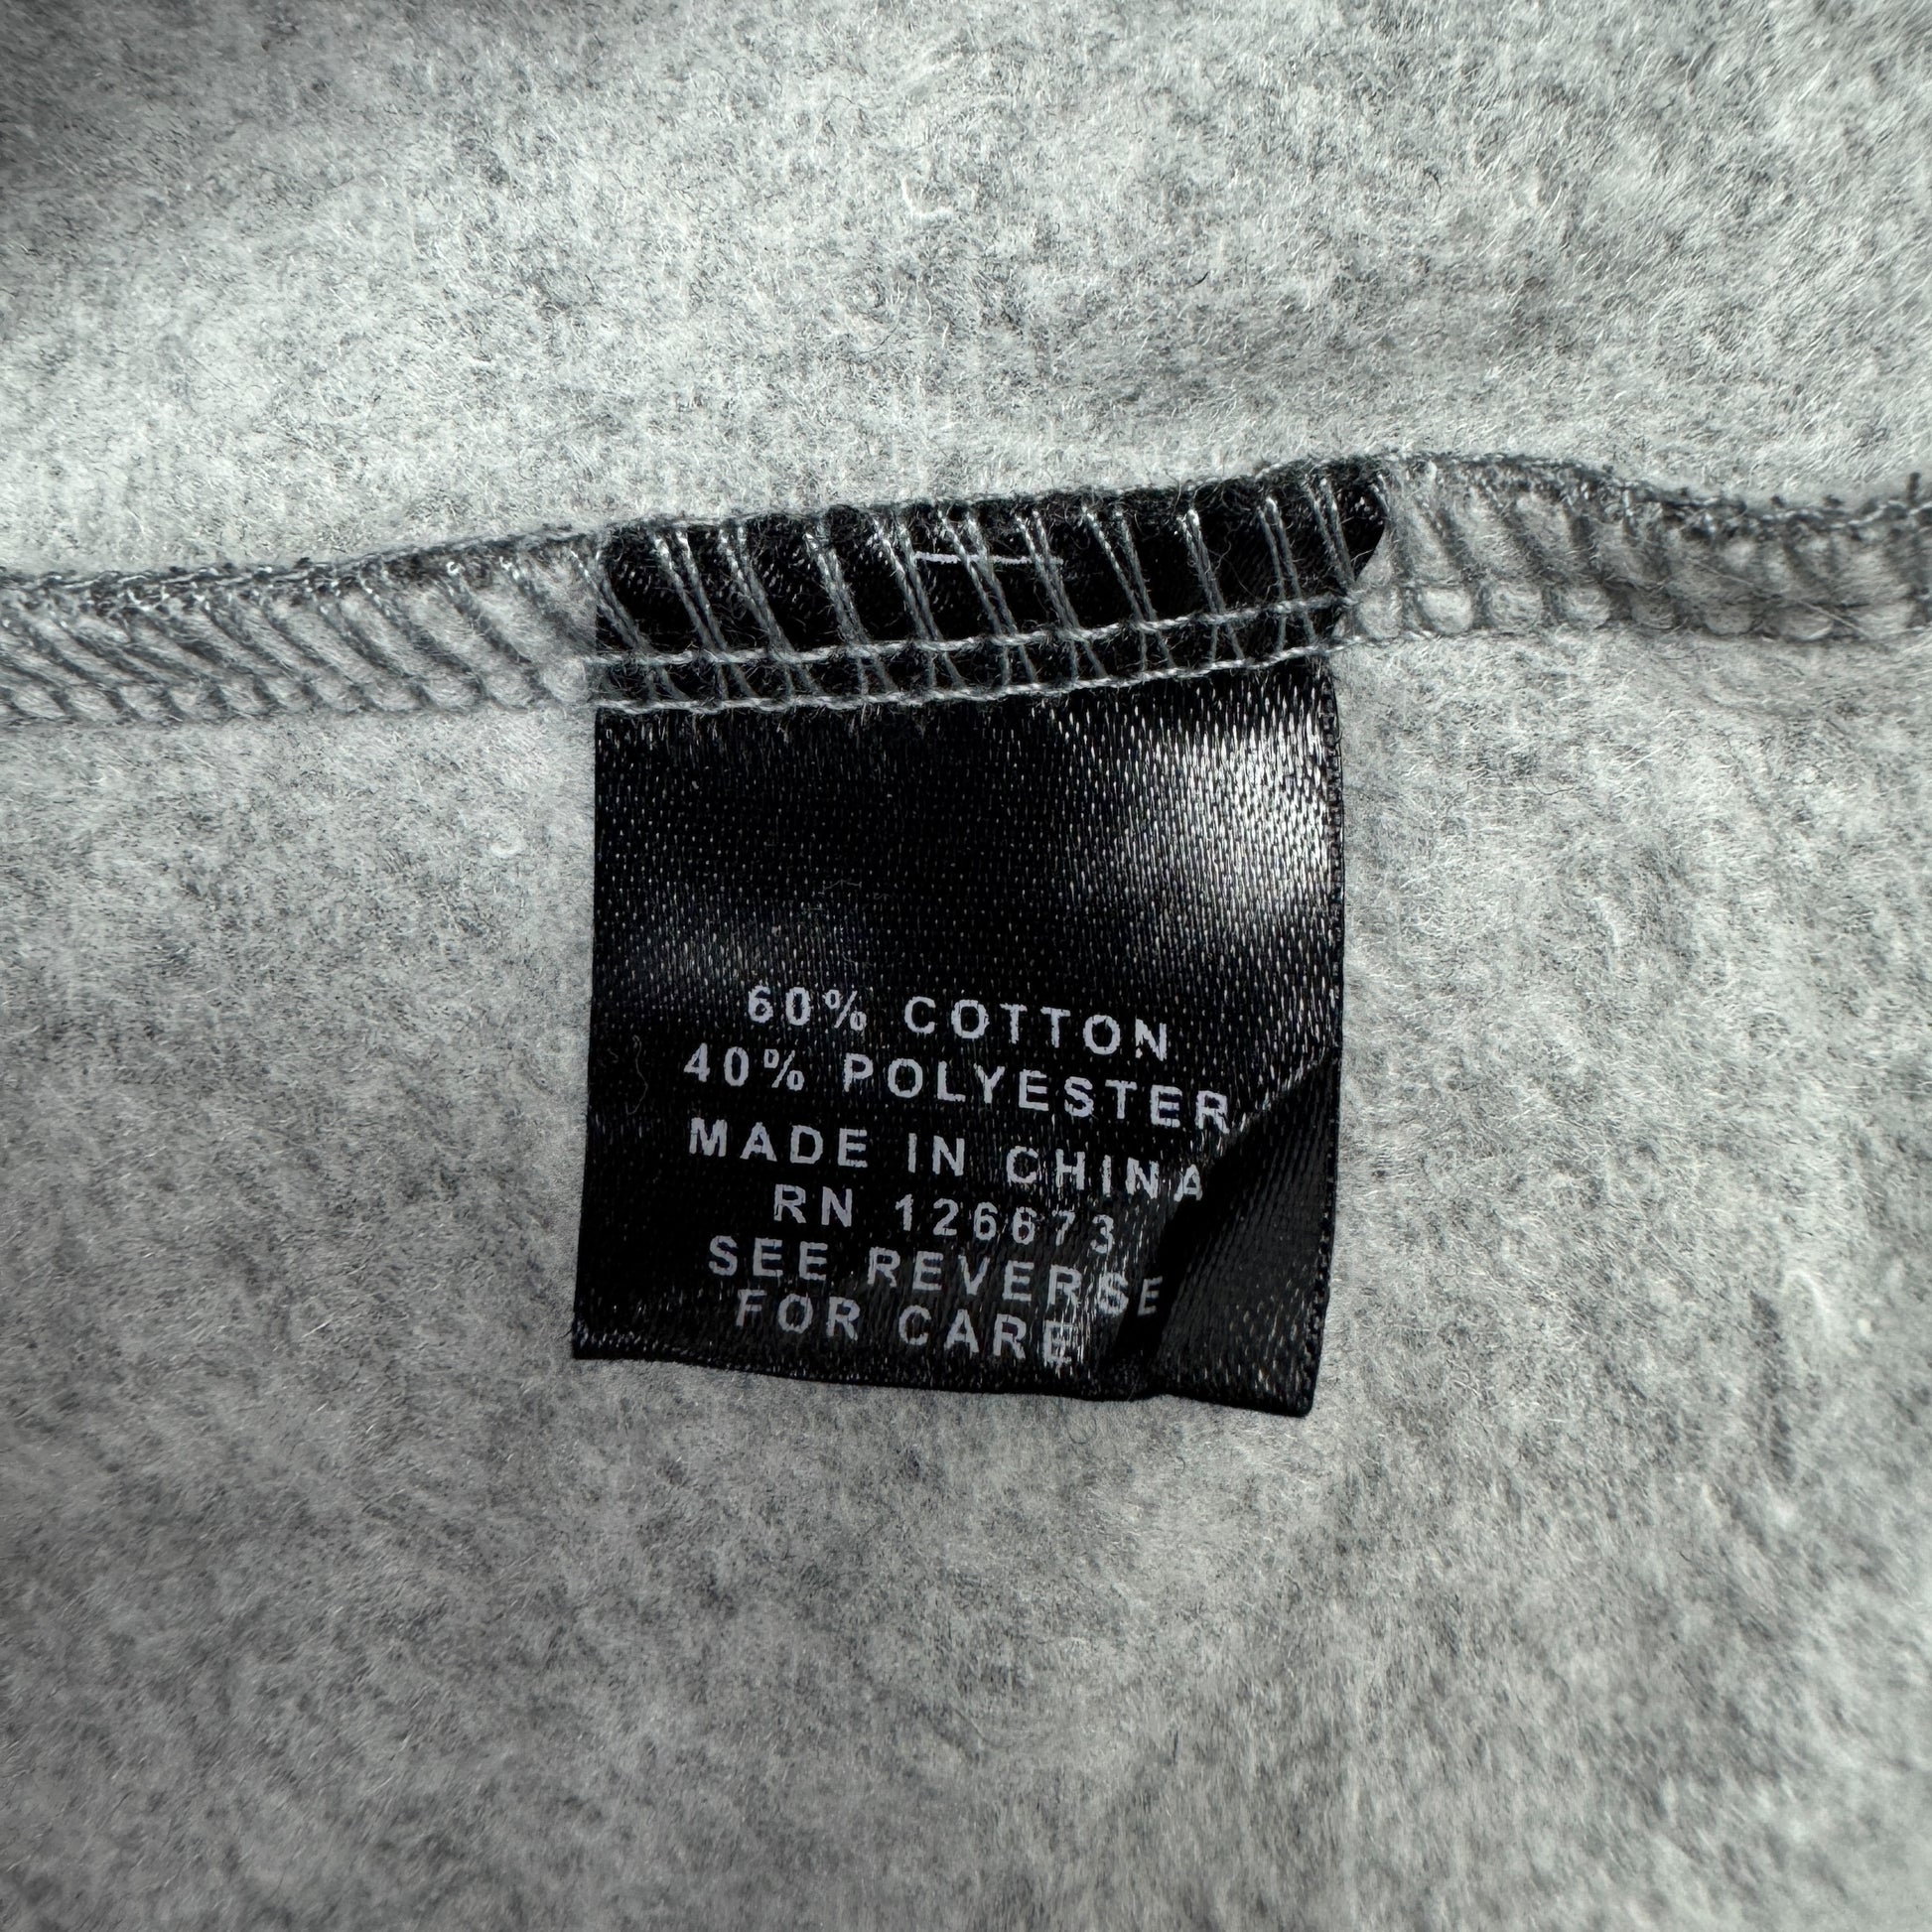 60% COTTON
40% POLYESTER
MADE IN CHINA
RN 126673
SEE REVERSE
FOR CARE